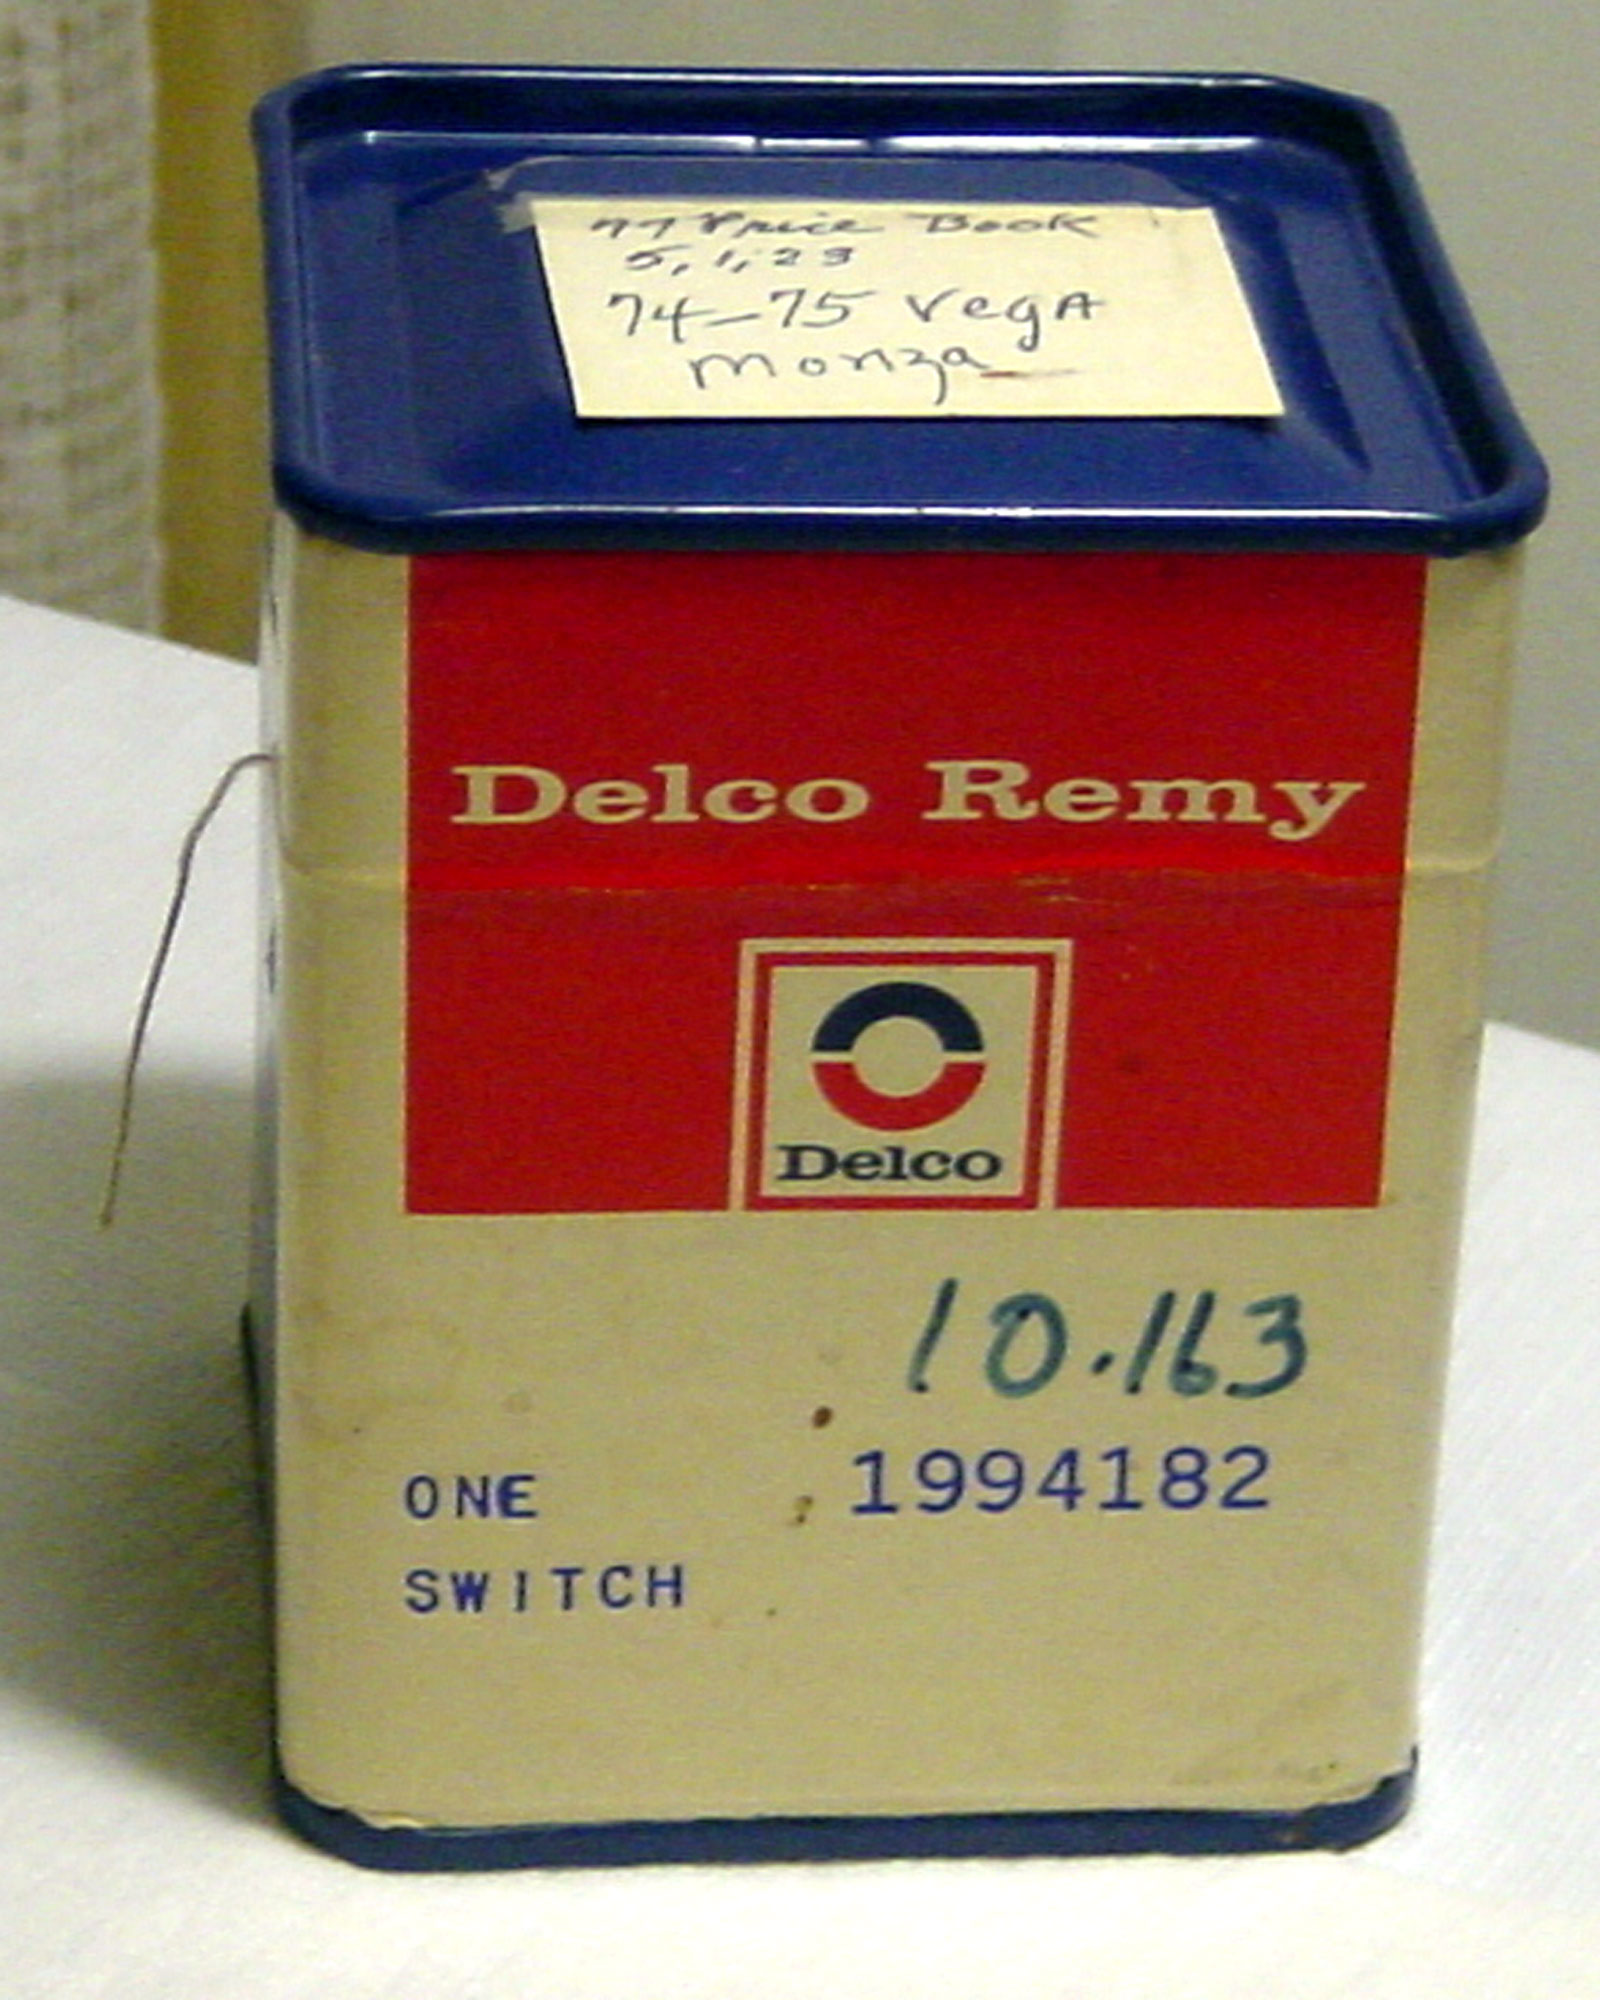 77 Price Book
5,1,23
74-75 Vega
monza
Delco Remy
Delco
10.163
ONE 1994182
SWITCH